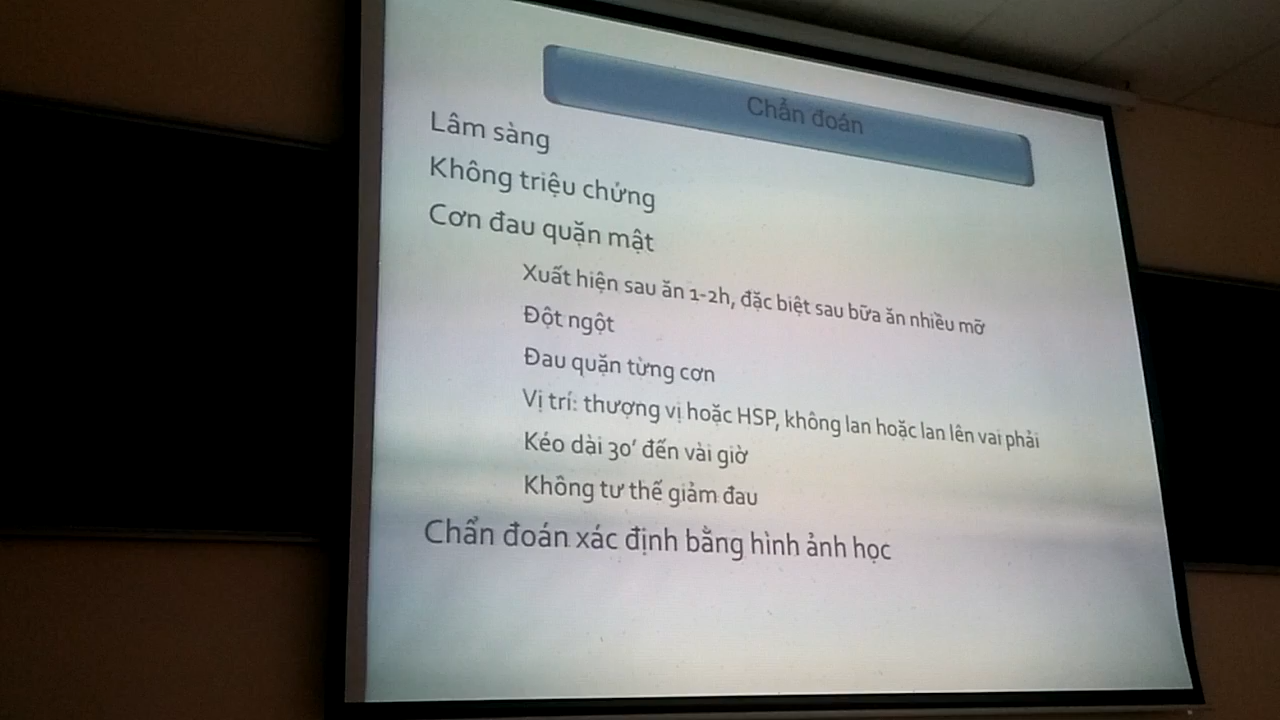 Chẩn đoán
Lâm sàng
Không triệu chứng
Cơn đau quặn mật
Xuất hiện sau ăn 1-2h, đặc biệt sau bữa ăn nhiều mỡ
Đột ngột
Đau quặn từng cơn
Vị trí: thượng vị hoặc HSP, không lan hoặc lan lên vai phải
Kéo dài 30’ đến vài giờ
Không tư thế giảm đau
Chẩn đoán xác định bằng hình ảnh học